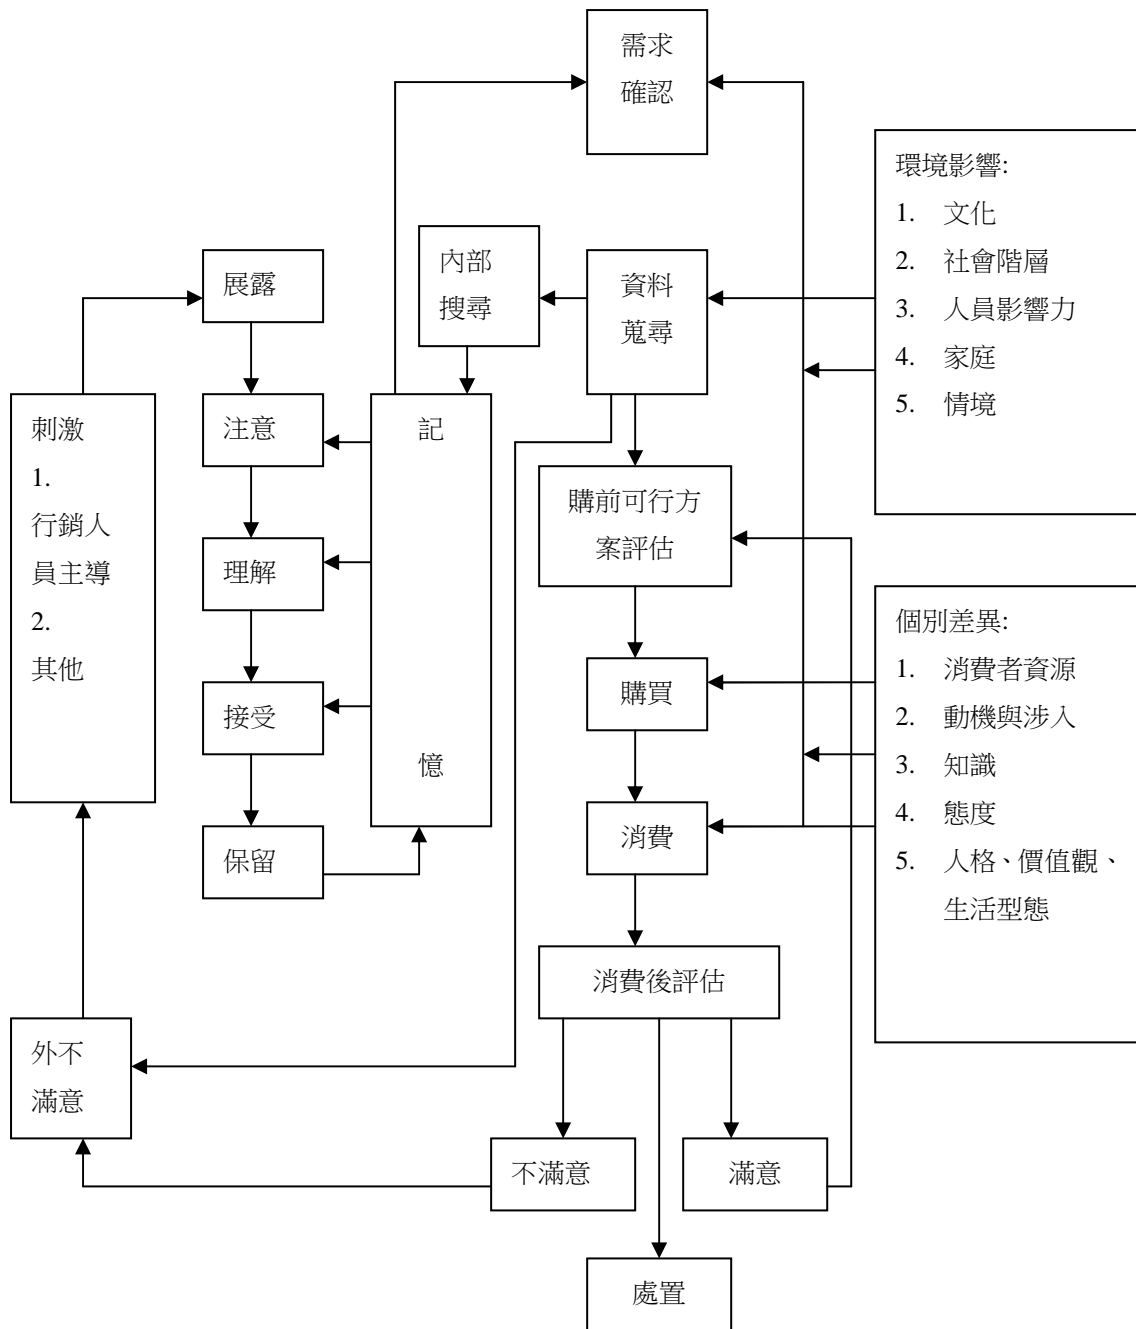 需求
確認
環境影響:
1. 文化
2. 社會階層
3. 人員影響力
4. 家庭
5. 情境
展露
內部
搜尋
資料
蒐尋
刺激
1.
行銷人
員主導
2.
其他
注意
記
憶
購前可行方
案評估
理解
個別差異:
1. 消費者資源
2. 動機與涉入
3. 知識
4. 態度
5. 人格、價值觀、
生活型態
接受
購買
保留
消費
消費後評估
外不
滿意
不滿意
滿意
處置